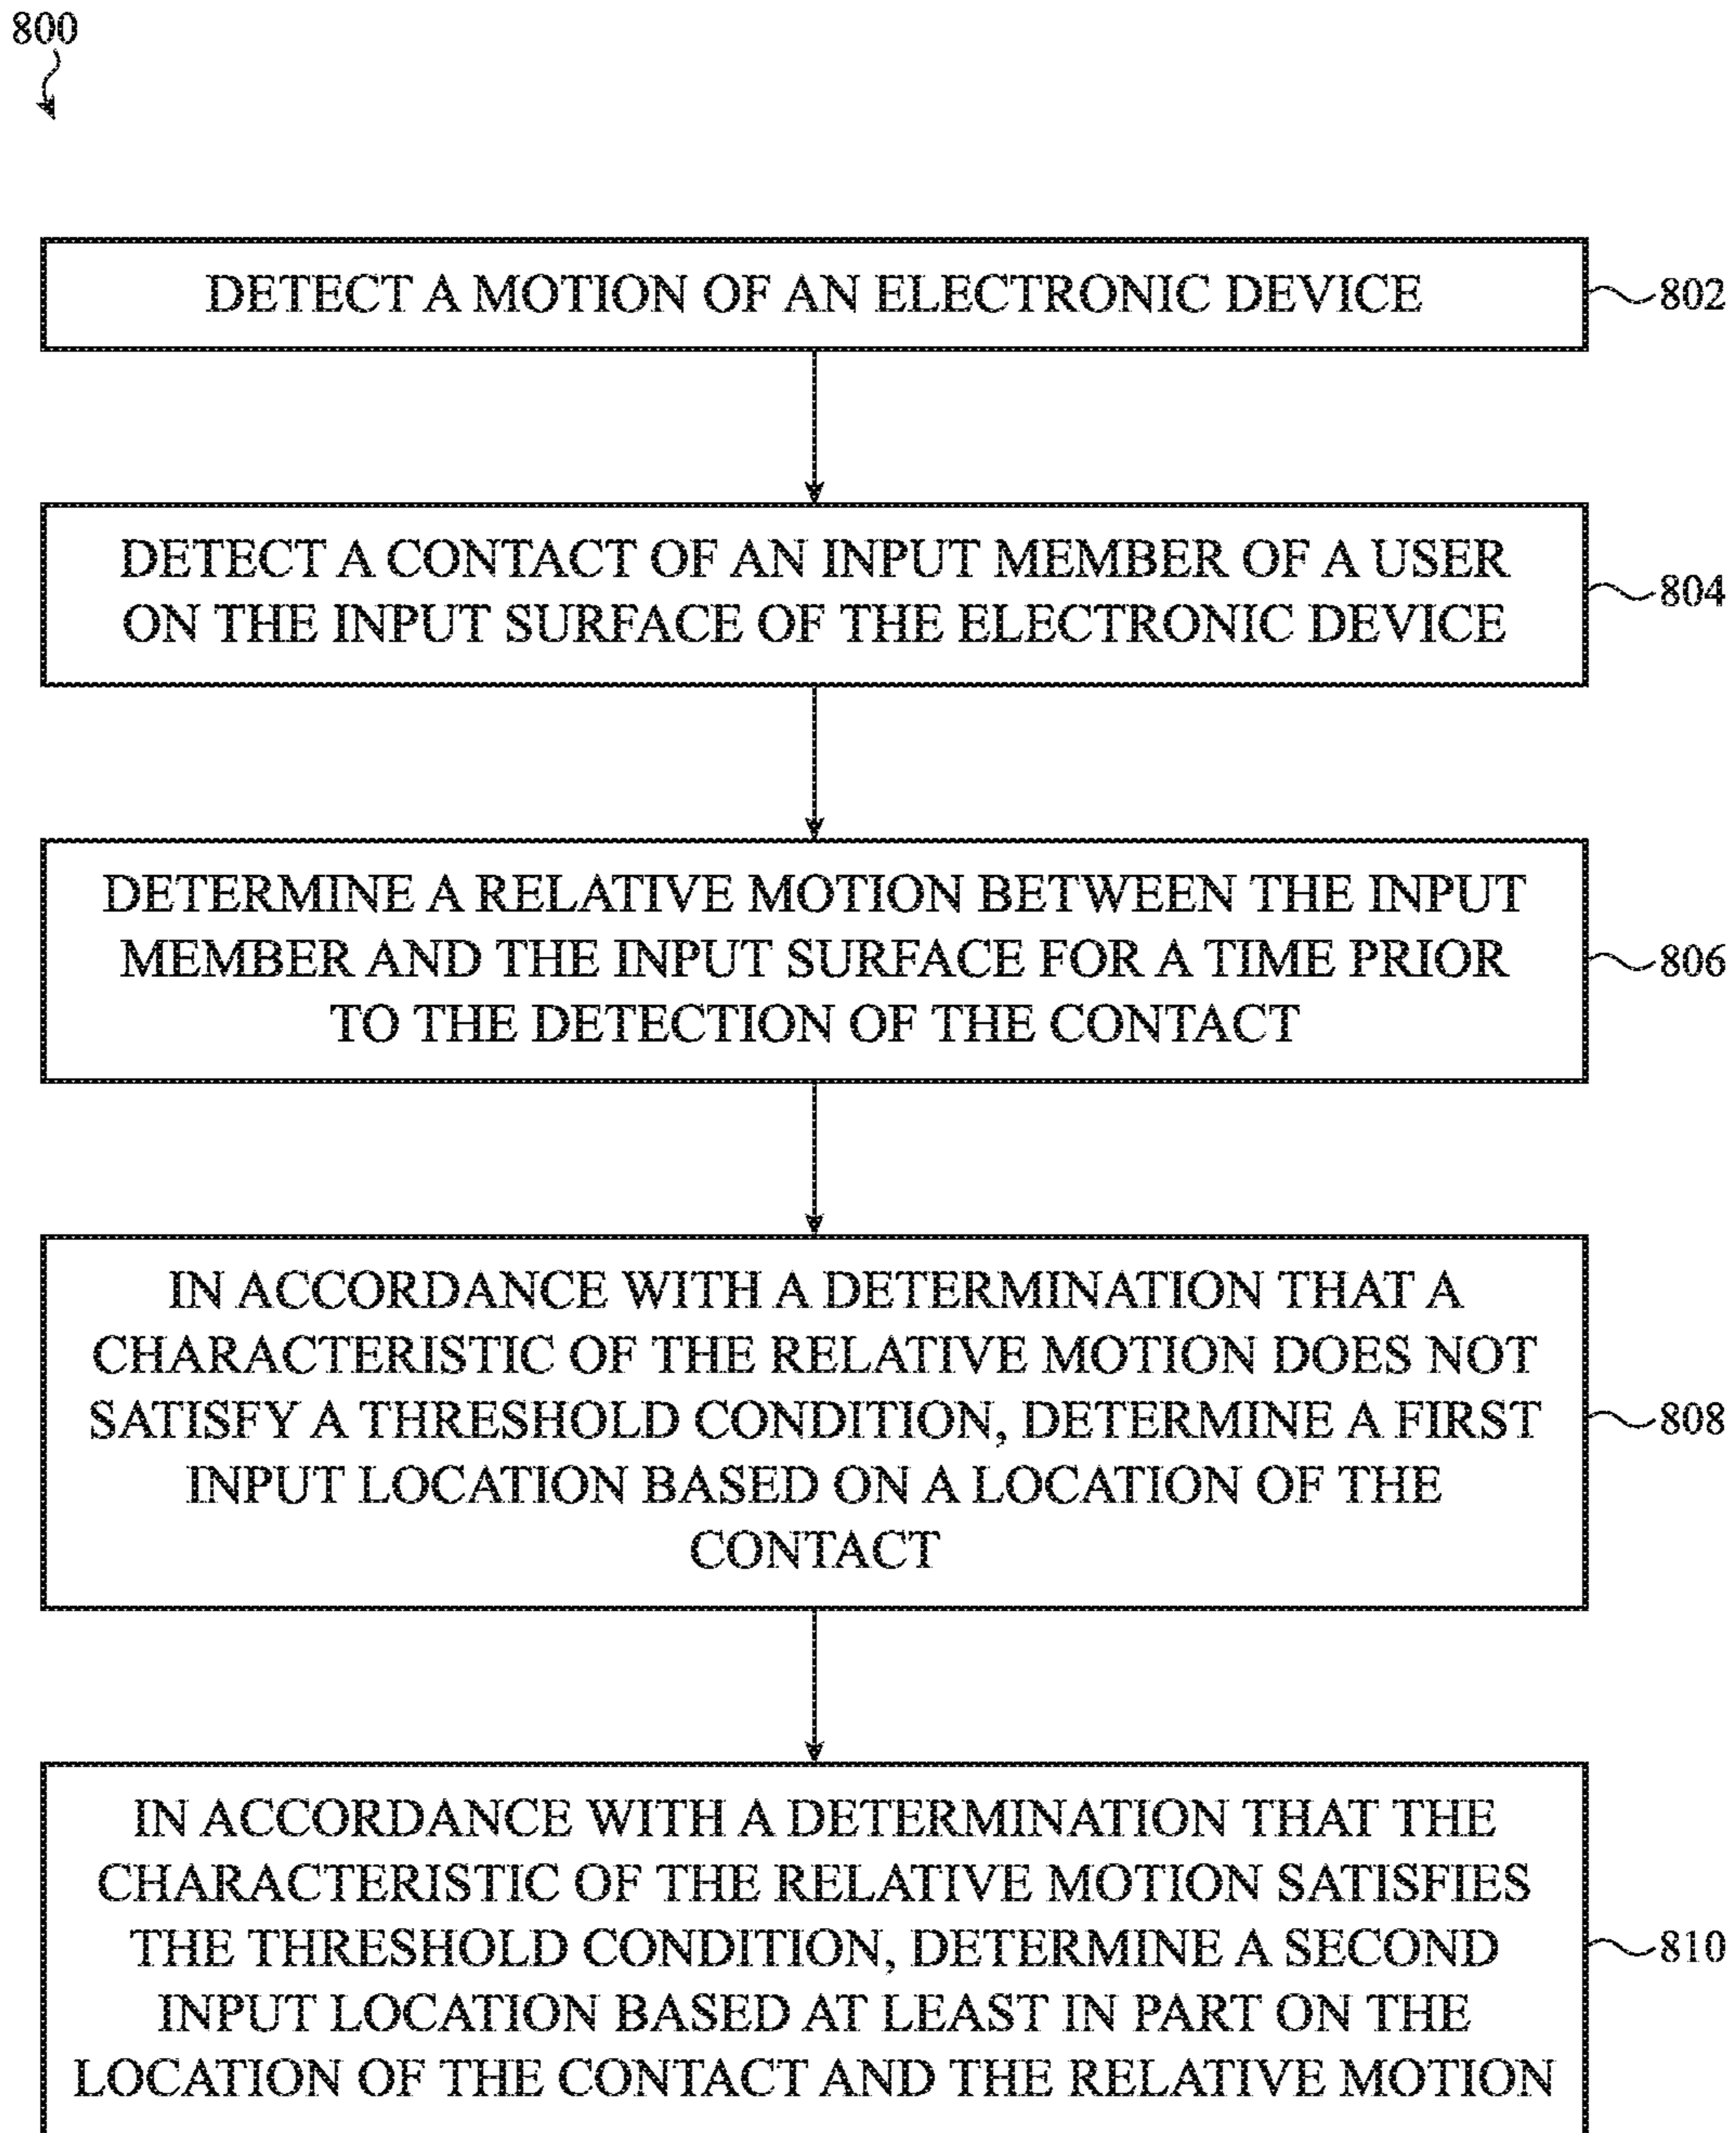 800
DETECT A MOTION OF AN ELECTRONIC DEVICE
802
DETECT A CONTACT OF AN INPUT MEMBER OF A USER
ON THE INPUT SURFACE OF THE ELECTRONIC DEVICE
804
DETERMINE A RELATIVE MOTION BETWEEN THE INPUT
MEMBER AND THE INPUT SURFACE FOR A TIME PRIOR
TO THE DETECTION OF THE CONTACT
806
IN ACCORDANCE WITH A DETERMINATION THAT A
CHARACTERISTIC OF THE RELATIVE MOTION DOES NOT
SATISFY A THRESHOLD CONDITION, DETERMINE A FIRST
INPUT LOCATION BASED ON A LOCATION OF THE
CONTACT
808
IN ACCORDANCE WITH A DETERMINATION THAT THE
CHARACTERISTIC OF THE RELATIVE MOTION SATISFIES
THE THRESHOLD CONDITION, DETERMINE A SECOND
INPUT LOCATION BASED AT LEAST IN PART ON THE
LOCATION OF THE CONTACT AND THE RELATIVE MOTION
810